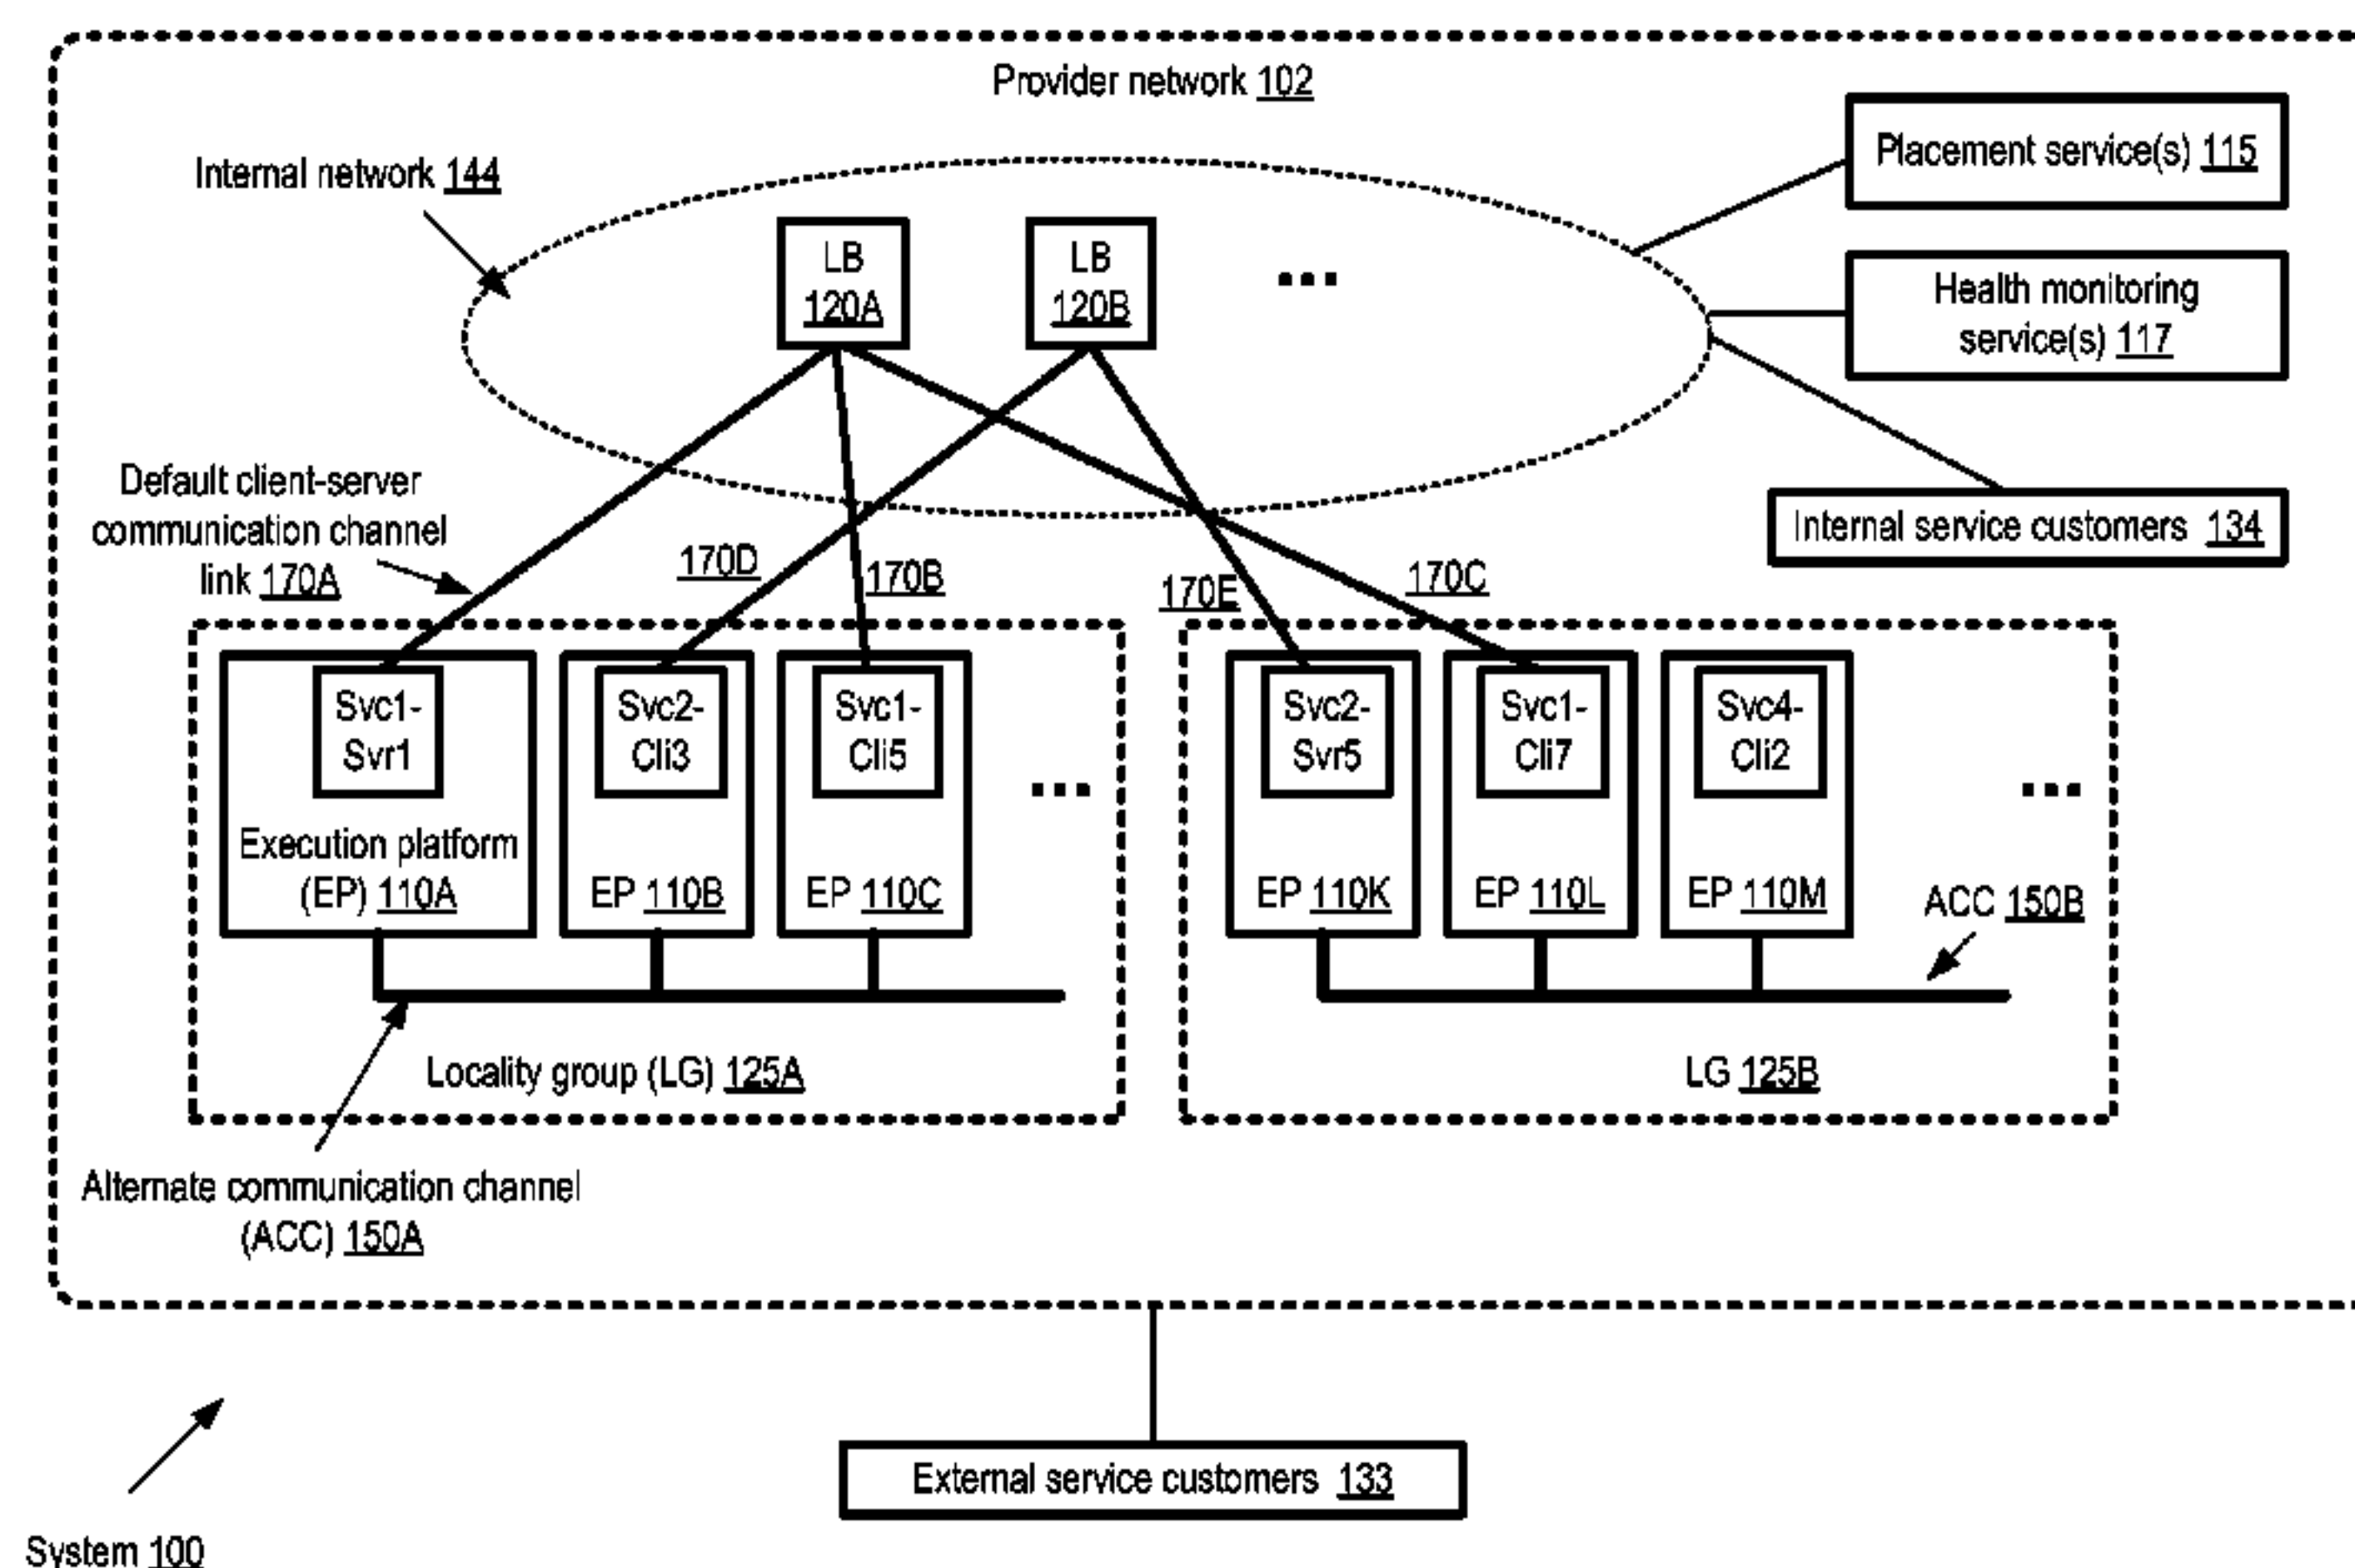 Provider network 102
Placement service(s) 115
Internal network 144
LB
120A
LB
120B
...
Health monitoring
service(s) 117
Default client-server
communication channel
link 170A
Internal service customers 134
170D
170B
170E
170C
Svc1-
Svr1
Execution platform
(EP) 110A
Svc2-
Cli3
EP 110B
Svc1-
Cli5
EP 110C
...
Svc2-
Svr5
EP 110K
Svc1-
Cli7
EP 110L
Svc4-
Cli2
EP 110M
...
ACC 150B
Locality group (LG) 125A
LG 125B
Alternate communication channel
(ACC) 150A
External service customers 133
System 100